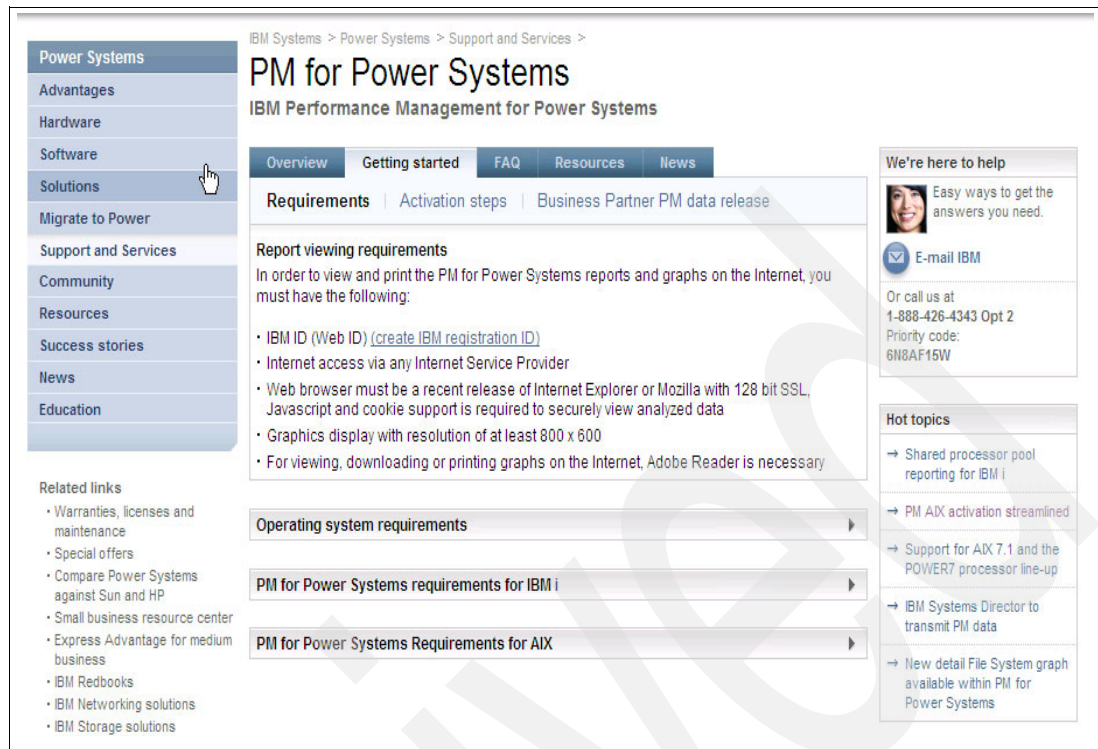 IBM Systems > Power Systems > Support and Services >
PM for Power Systems
IBM Performance Management for Power Systems
Power Systems
Advantages
Hardware
Software
Solutions
Migrate to Power
Support and Services
Community
Resources
Success stories
News
Education
Related links
· Warranties, licenses and
maintenance
· Special offers
· Compare Power Systems
against Sun and HP
· Small business resource center
· Express Advantage for medium
business
· IBM Redbooks
· IBM Networking solutions
· IBM Storage solutions
Overview Getting started FAQ Resources News
Requirements | Activation steps | Business Partner PM data release
Report viewing requirements
In order to view and print the PM for Power Systems reports and graphs on the Internet, you
must have the following:
· IBM ID (Web ID) (create IBM registration ID)
· Internet access via any Internet Service Provider
· Web browser must be a recent release of Internet Explorer or Mozilla with 128 bit SSL,
Javascript and cookie support is required to securely view analyzed data
· Graphics display with resolution of at least 800 x 600
· For viewing, downloading or printing graphs on the Internet, Adobe Reader is necessary
Operating system requirements
PM for Power Systems requirements for IBM i
PM for Power Systems Requirements for AIX
We're here to help
Easy ways to get the
answers you need.
E-mail IBM
Or call us at
1-888-426-4343 Opt 2
Priority code:
6N8AF15W
Hot topics
→ Shared processor pool
reporting for IBM i
→ PM AIX activation streamlined
→ Support for AIX 7.1 and the
POWER7 processor line-up
→ IBM Systems Director to
transmit PM data
→ New detail File System graph
available within PM for
Power Systems